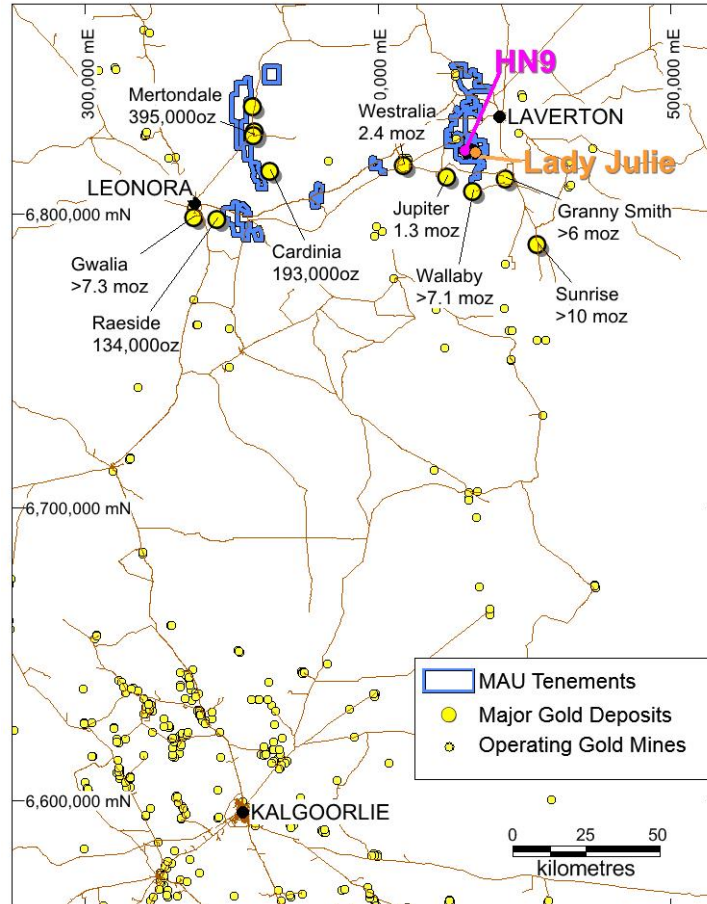 300,000 mE
0,000 mE
500,000 mE
HN9
Mertondale
395,000oz
Westralia
2.4 moz
LAVERTON
Lady Julie
LEONORA
6,800,000 mN
Jupiter
1.3 moz
Granny Smith
>6 moz
Gwalia
>7.3 moz
Cardinia
193,000oz
Wallaby
>7.1 moz
Sunrise
>10 moz
Raeside
134,000oz
6,700,000 mN
MAU Tenements
Major Gold Deposits
Operating Gold Mines
6,600,000 mN
KALGOORLIE
0 25 50
kilometres